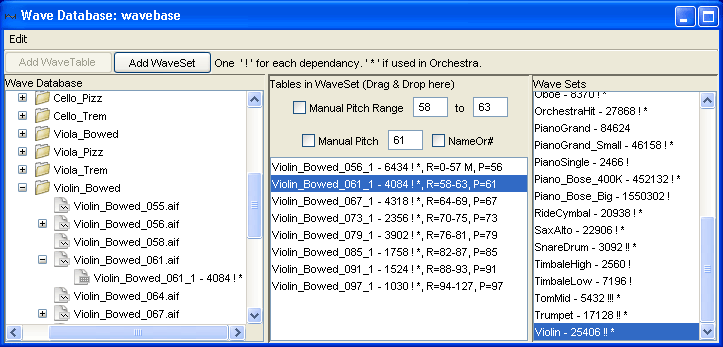 Wave Database: wavebase
Edit
Add WaveTable Add WaveSet One ' ! ' for each dependancy. ' * ' if used in Orchestra.
Wave Database
Cello_Pizz
Cello_Trem
Viola_Bowed
Viola_Pizz
Viola_Trem
Violin_Bowed
Violin_Bowed_055.aif
Violin_Bowed_056.aif
Violin_Bowed_058.aif
Violin_Bowed_061.aif
Violin_Bowed_061_1 - 4084 ! *
Violin_Bowed_064.aif
Violin_Bowed_067.aif
Tables in WaveSet (Drag & Drop here)
Manual Pitch Range 58 to 63
Manual Pitch 61 NameOr#
Violin_Bowed_056_1 - 6434 ! *, R=0-57 M, P=56
Violin_Bowed_061_1 - 4084 ! *, R=58-63, P=61
Violin_Bowed_067_1 - 4318 ! *, R=64-69, P=67
Violin_Bowed_073_1 - 2356 ! *, R=70-75, P=73
Violin_Bowed_079_1 - 3902 ! *, R=76-81, P=79
Violin_Bowed_085_1 - 1758 ! *, R=82-87, P=85
Violin_Bowed_091_1 - 1524 ! *, R=88-93, P=91
Violin_Bowed_097_1 - 1030 ! *, R=94-127, P=97
Wave Sets
Oboe - 8370 ! *
OrchestraHit - 27868 ! *
PianoGrand - 84624
PianoGrand_Small - 46158 ! *
PianoSingle - 2466 !
Piano_Bose_400K - 452132 ! *
Piano_Bose_Big - 1550302 !
RideCymbal - 20938 ! *
SaxAlto - 22906 ! *
SnareDrum - 3092 !! *
TimbaleHigh - 2560 !
TimbaleLow - 7196 !
TomMid - 5432 !!! *
Trumpet - 17128 !! *
Violin - 25406 !! *